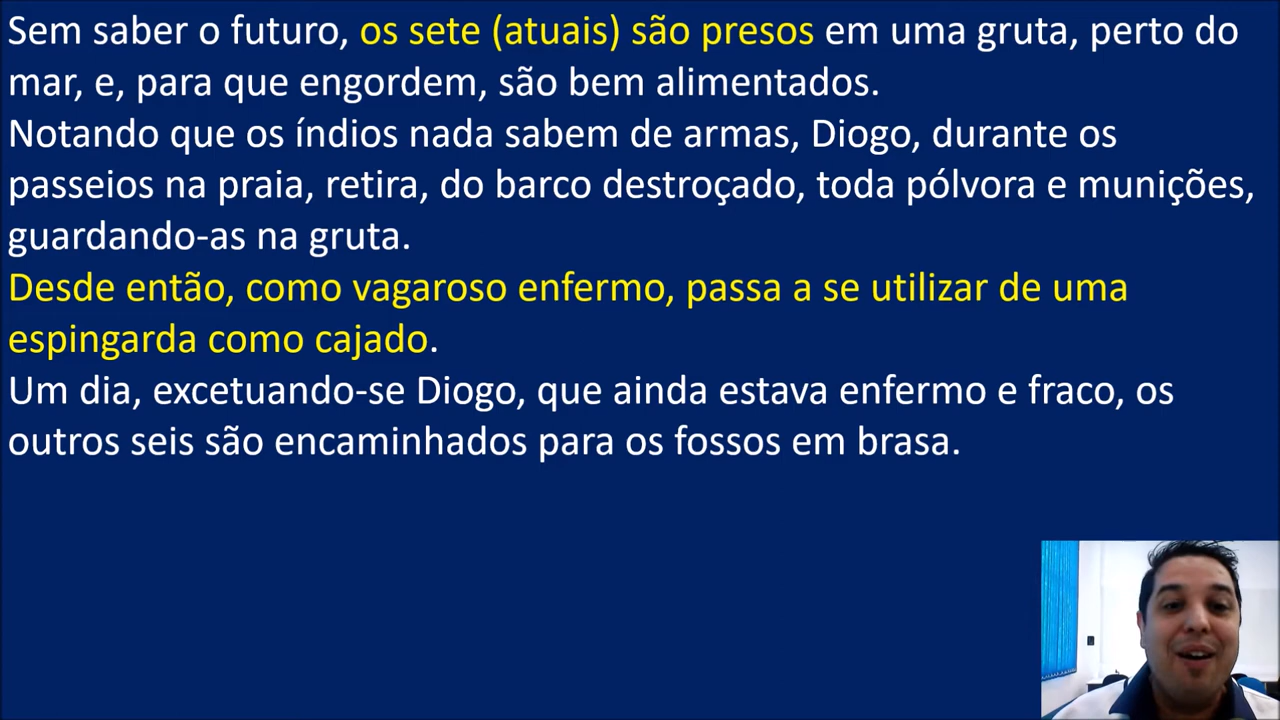 Sem saber o futuro, os sete (atuais) são presos em uma gruta, perto do
mar, e, para que engordem, são bem alimentados.
Notando que os índios nada sabem de armas, Diogo, durante os
passeios na praia, retira, do barco destroçado, toda pólvora e munições,
guardando-as na gruta.
Desde então, como vagaroso enfermo, passa a se utilizar de uma
espingarda como cajado.
Um dia, excetuando-se Diogo, que ainda estava enfermo e fraco, os
outros seis são encaminhados para os fossos em brasa.